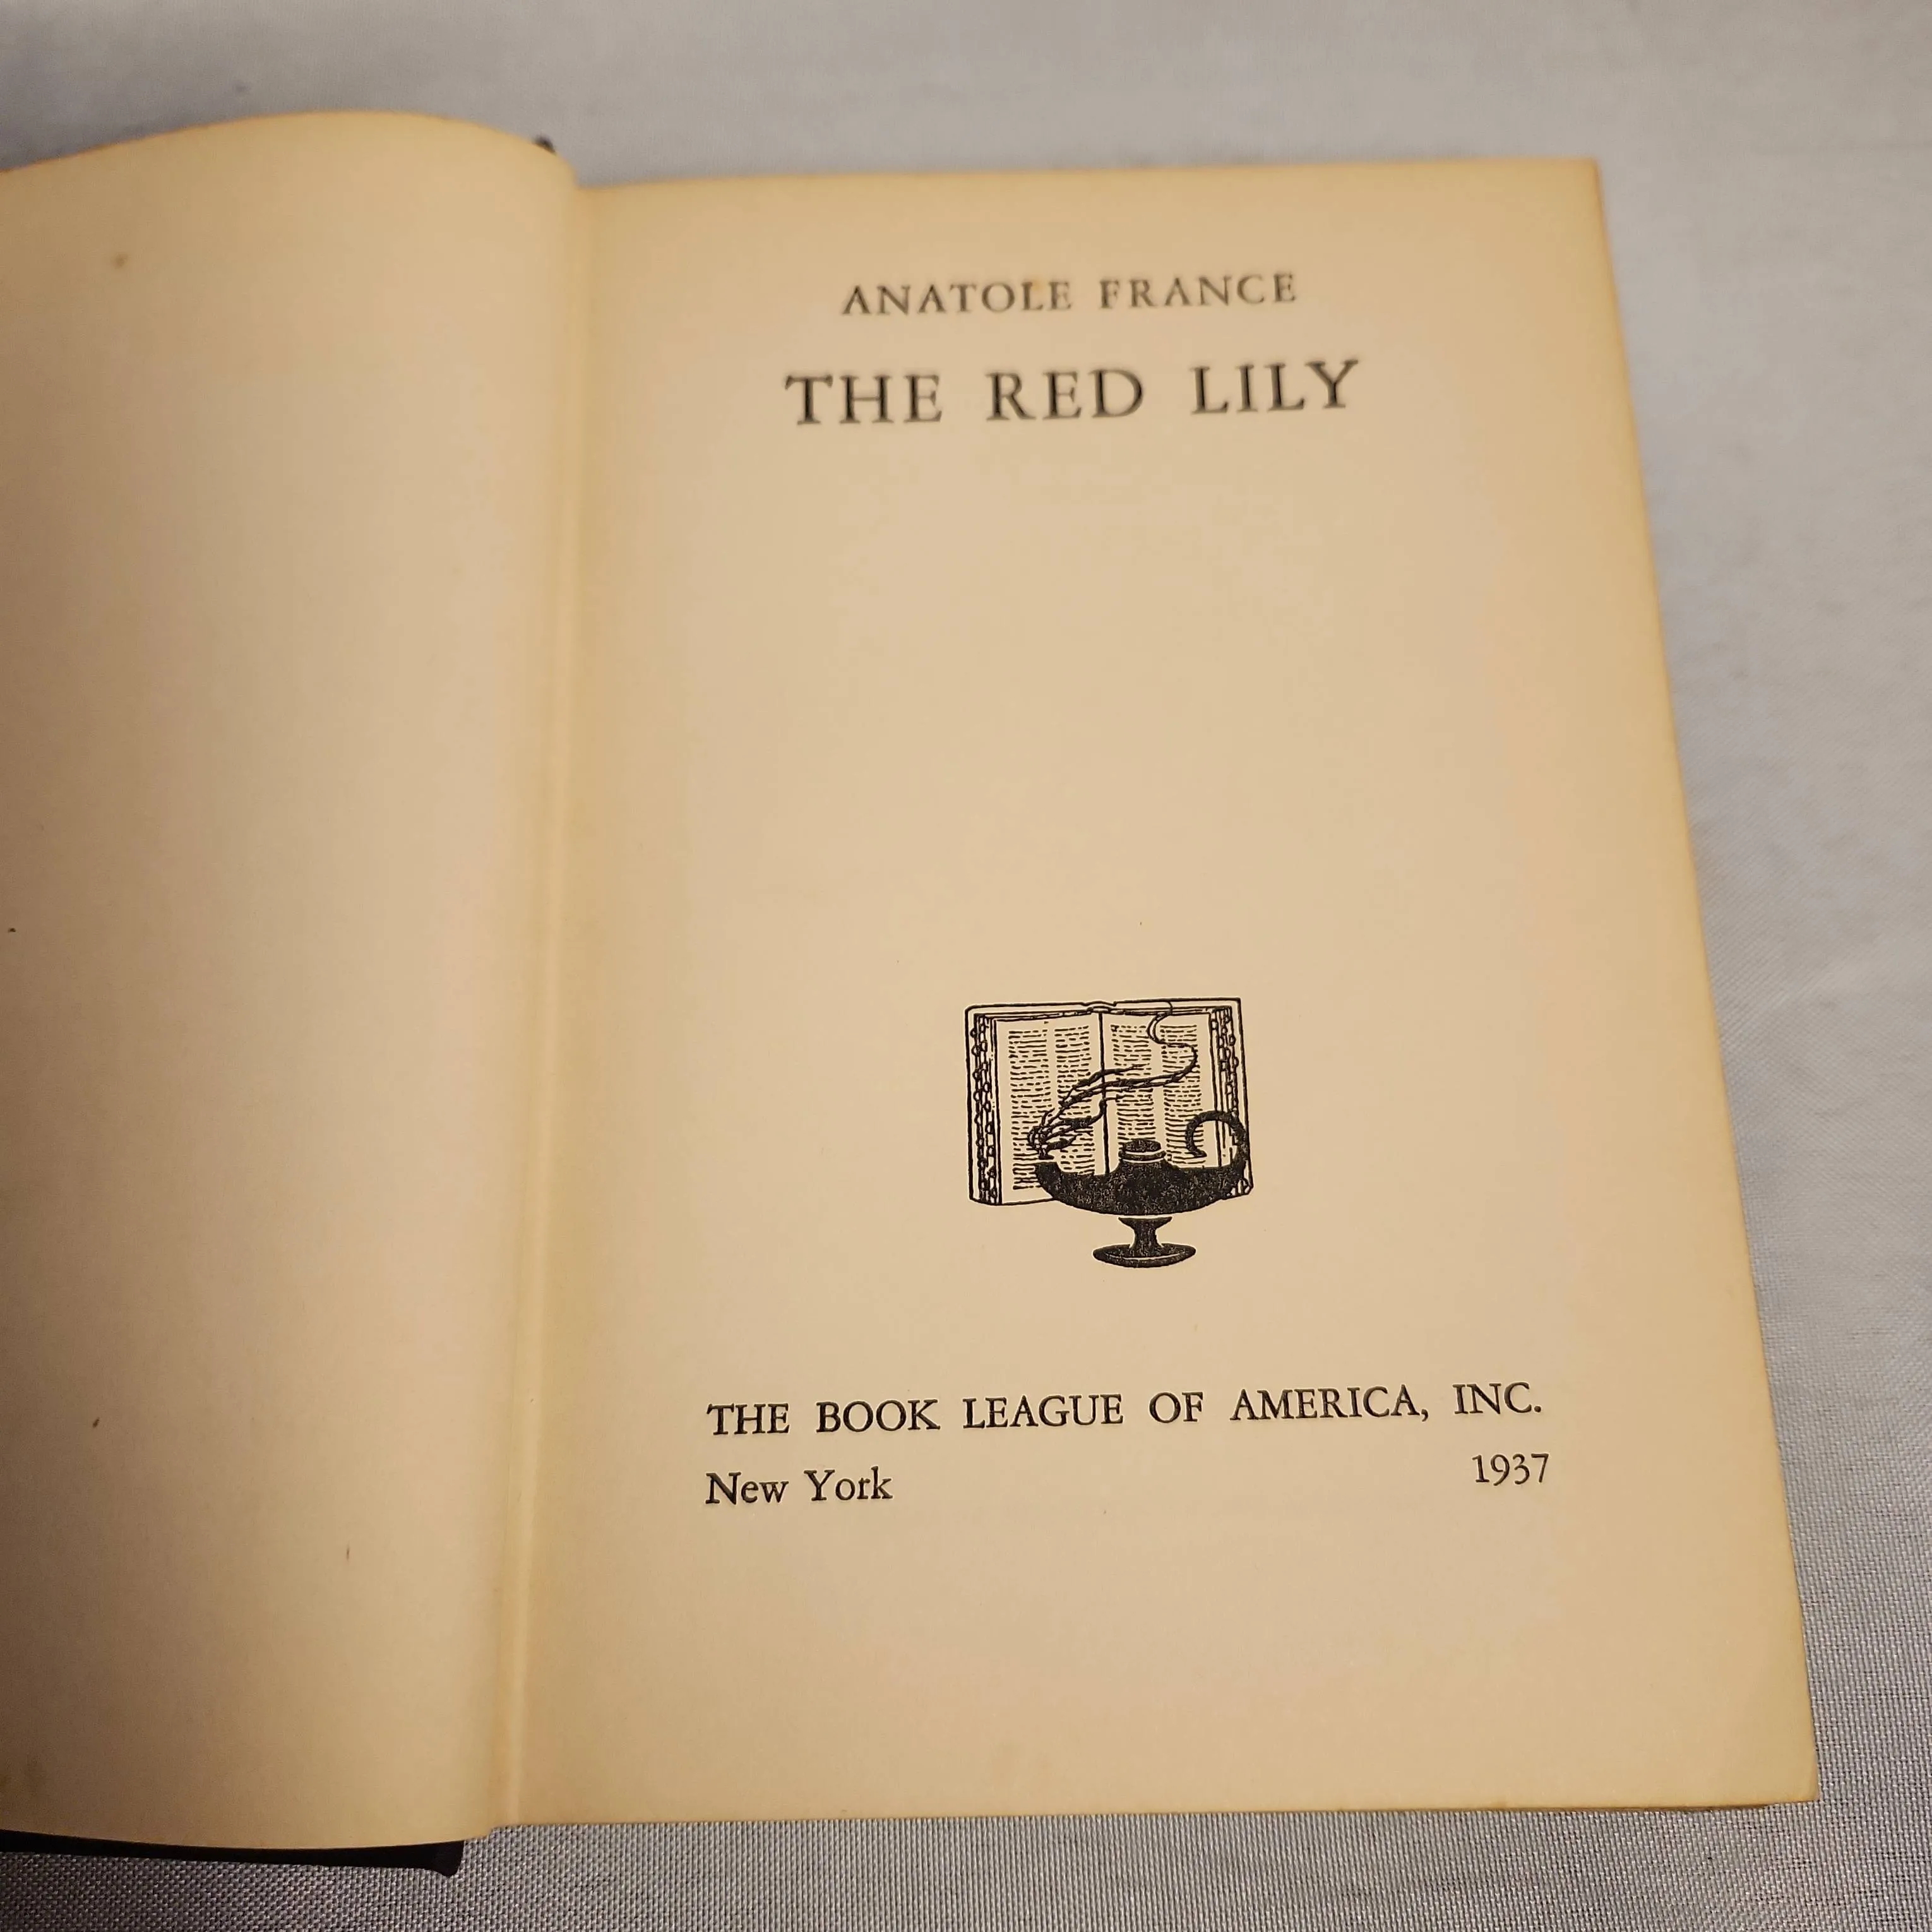 ANATOLE FRANCE
THE RED LILY
THE BOOK LEAGUE OF AMERICA, INC.
New York 1937